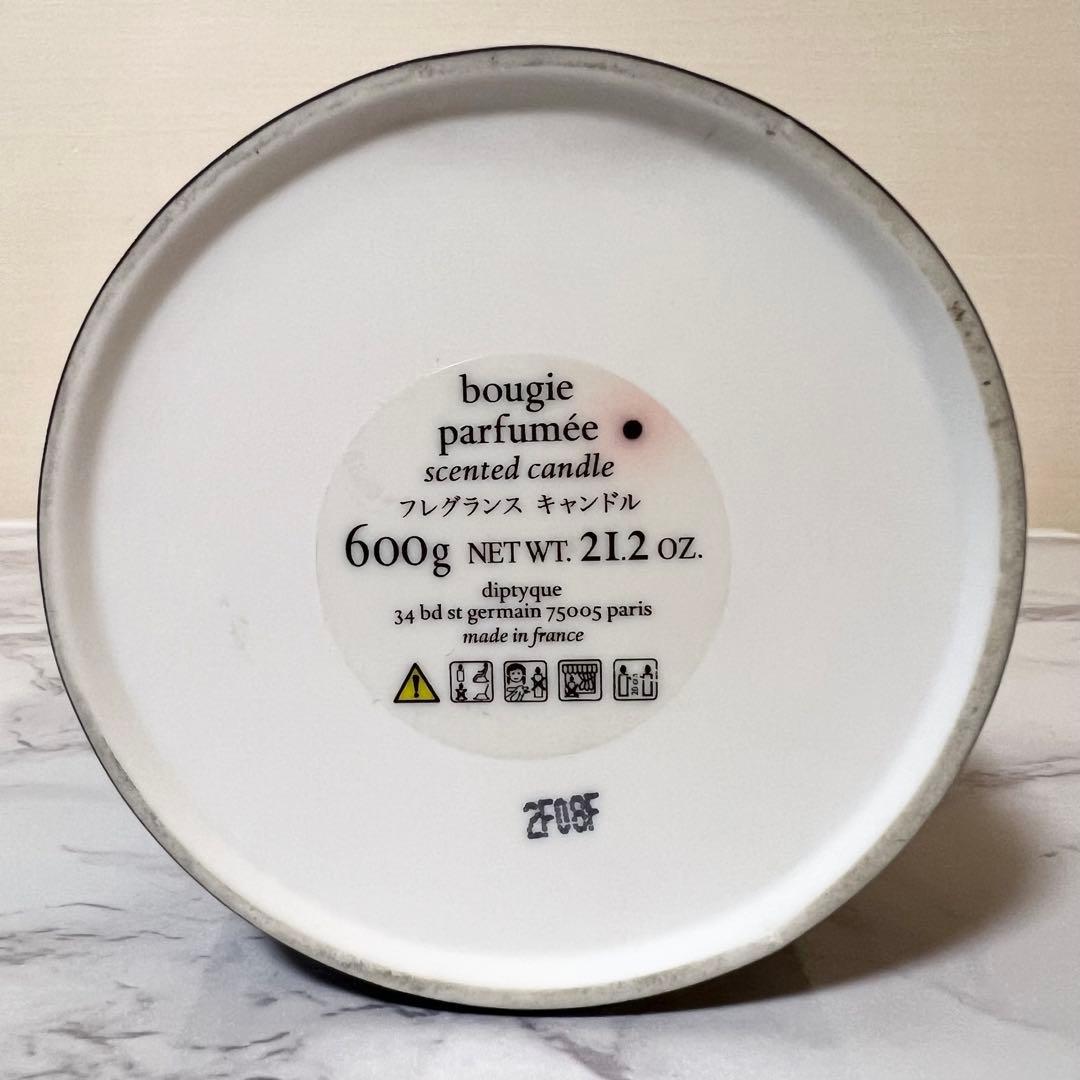 bougie
parfumée
scented candle
フレグランス キャンドル
600g NET WT. 21.2 OZ.
diptyque
34 bd st germain 75005 paris
made in france
2F08F